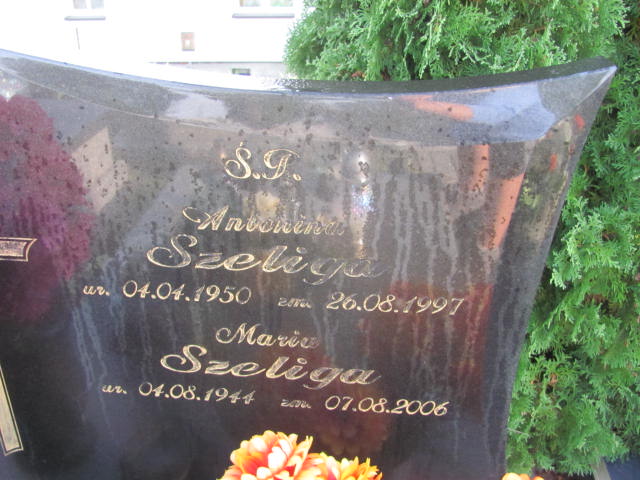 Ś.P.
Antonina
Szeliga
ur. 04.04.1950 zm. 26.08.1997
Maria
Szeliga
ur. 04.08.1944 zm. 07.08.2006